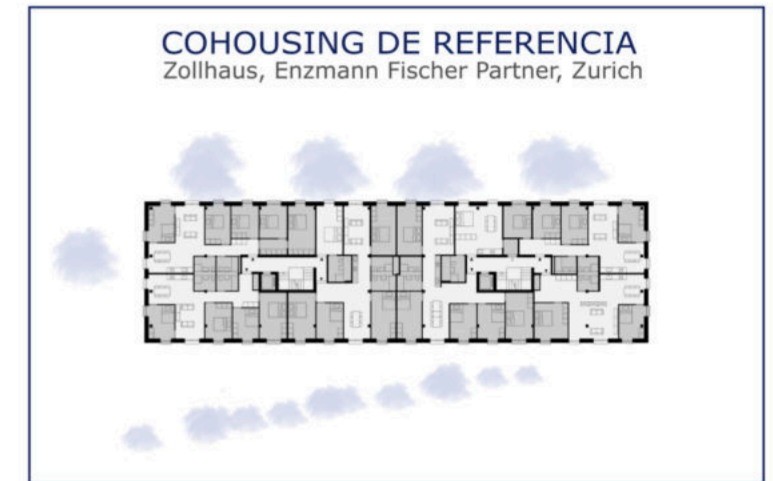 COHOUSING DE REFERENCIA
Zollhaus, Enzmann Fischer Partner, Zurich